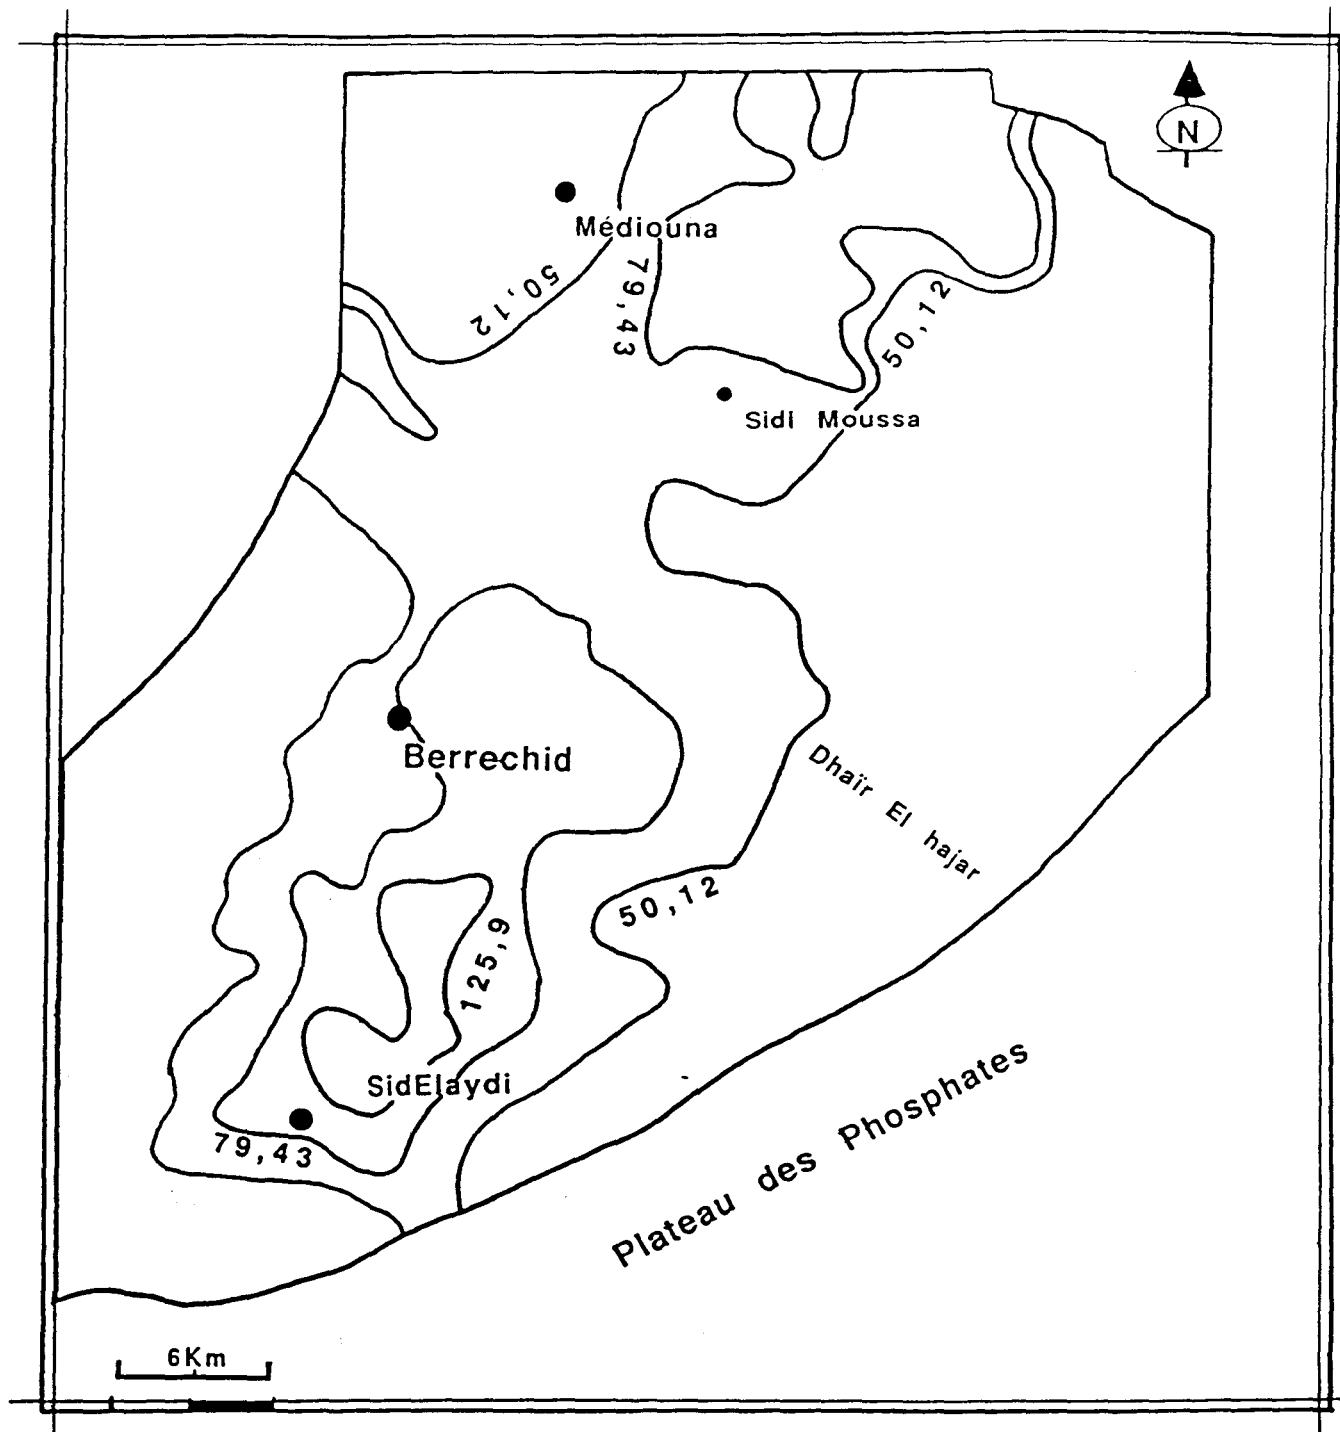 N
Médiouna
50,12
79,43
50,12
Sidi Moussa
Berrechid
Dhaïr El hajar
50,12
125,9
SidElaydi
79,43
Plateau des Phosphates
6Km